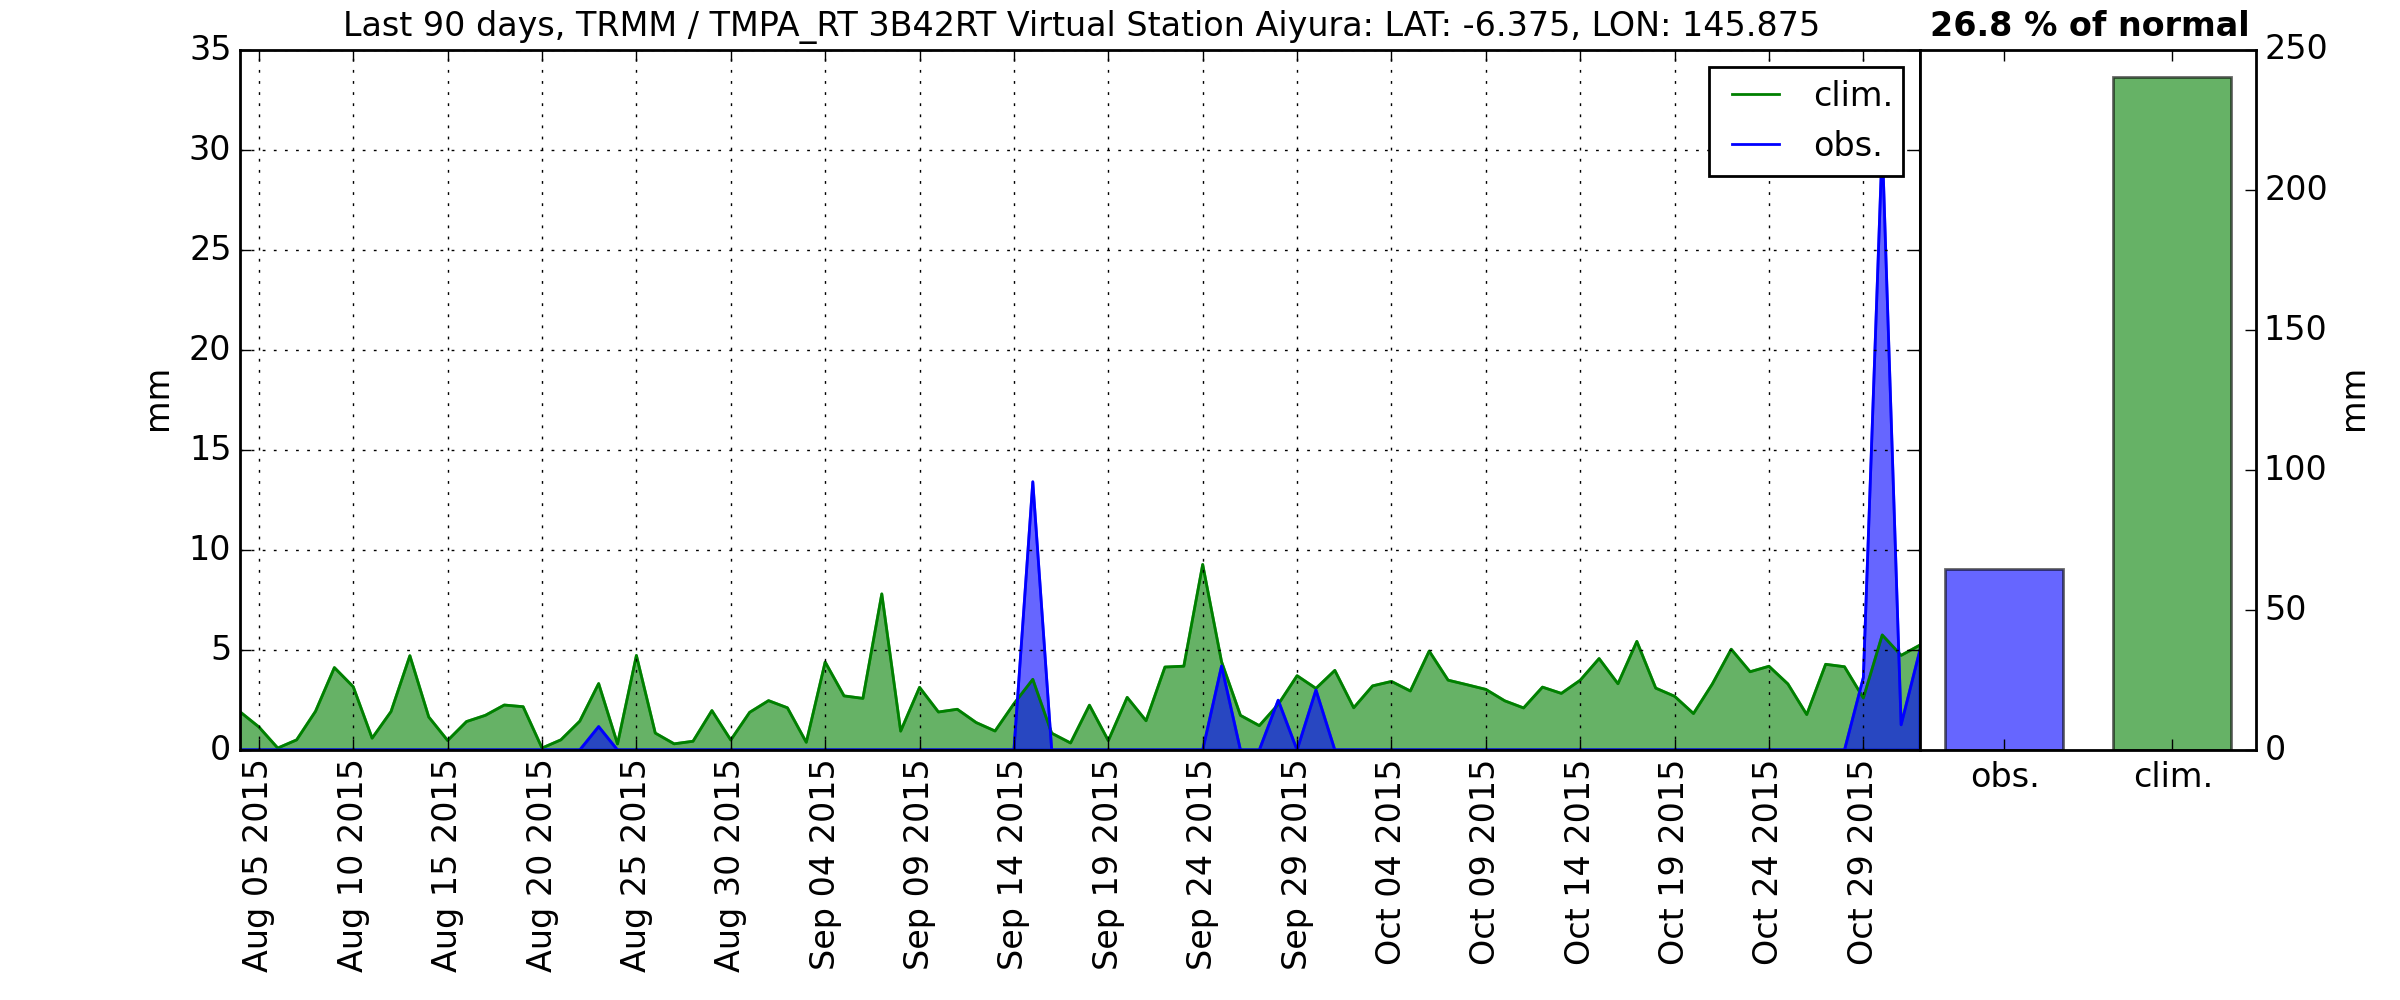 Last 90 days, TRMM / TMPA_RT 3B42RT Virtual Station Aiyura: LAT: -6.375, LON: 145.875
26.8 % of normal
35
30
25
20
15
10
5
0
mm
clim.
obs.
250
200
150
100
50
0
mm
Aug 05 2015
Aug 10 2015
Aug 15 2015
Aug 20 2015
Aug 25 2015
Aug 30 2015
Sep 04 2015
Sep 09 2015
Sep 14 2015
Sep 19 2015
Sep 24 2015
Sep 29 2015
Oct 04 2015
Oct 09 2015
Oct 14 2015
Oct 19 2015
Oct 24 2015
Oct 29 2015
obs.
clim.